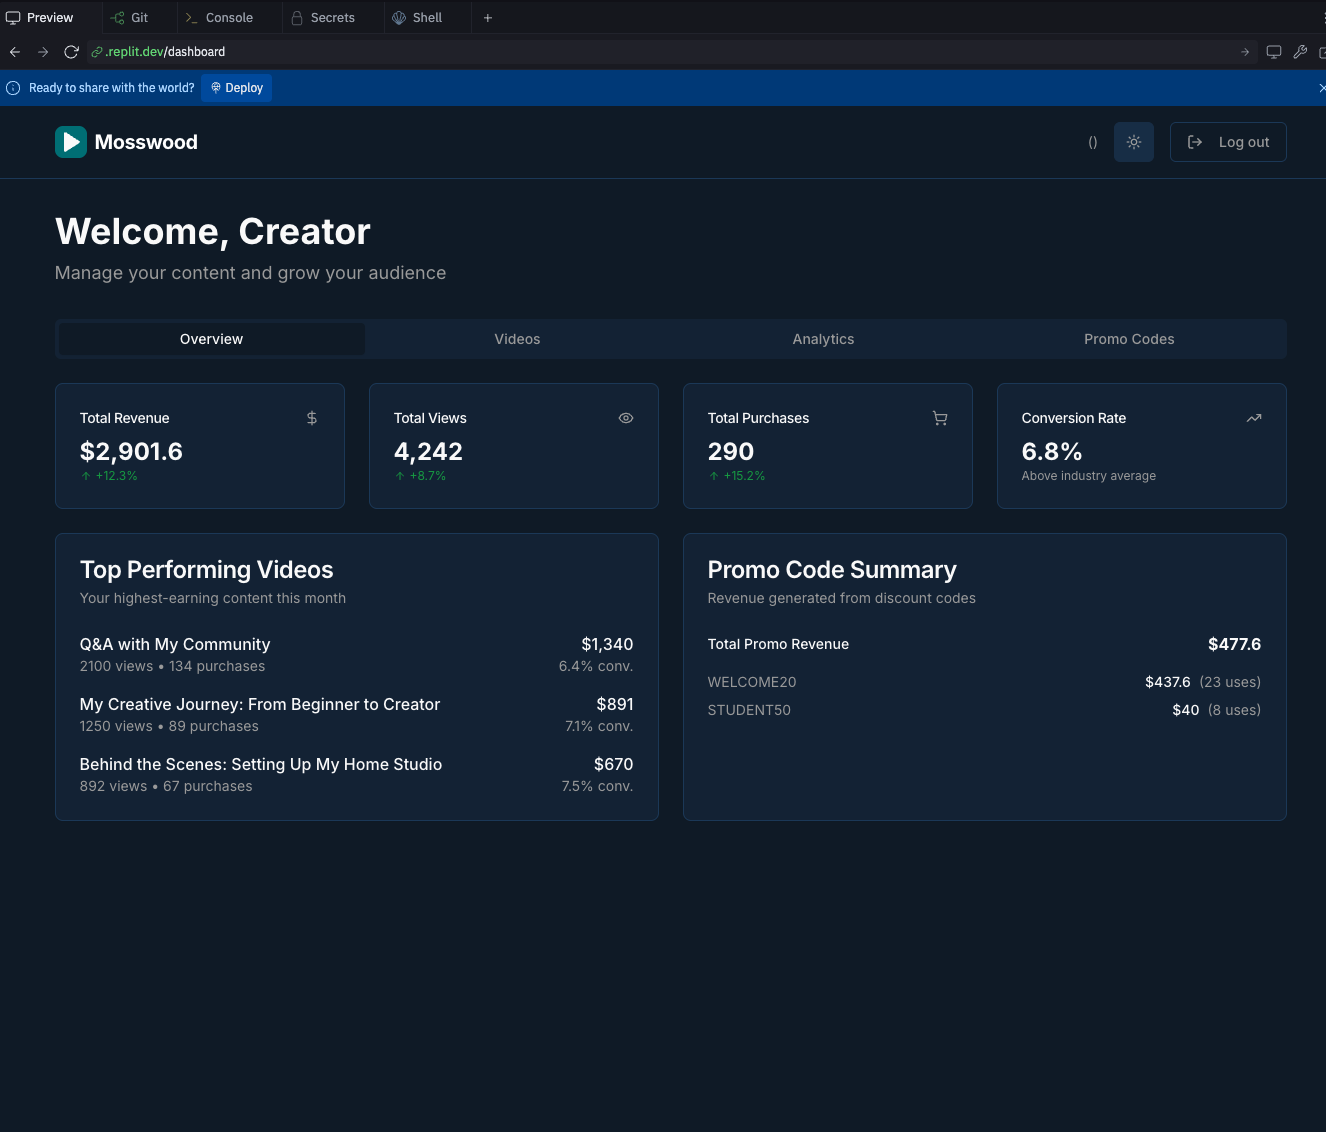 Preview
Git
Console
Secrets
Shell
+
.replit.dev/dashboard
Ready to share with the world?
Deploy
Mosswood
()
Log out
Welcome, Creator
Manage your content and grow your audience
Overview
Videos
Analytics
Promo Codes
Total Revenue
$2,901.6
↑ +12.3%
Total Views
4,242
↑ +8.7%
Total Purchases
290
↑ +15.2%
Conversion Rate
6.8%
Above industry average
Top Performing Videos
Your highest-earning content this month
Q&A with My Community $1,340
2100 views • 134 purchases 6.4% conv.
My Creative Journey: From Beginner to Creator $891
1250 views • 89 purchases 7.1% conv.
Behind the Scenes: Setting Up My Home Studio $670
892 views • 67 purchases 7.5% conv.
Promo Code Summary
Revenue generated from discount codes
Total Promo Revenue $477.6
WELCOME20 $437.6 (23 uses)
STUDENT50 $40 (8 uses)